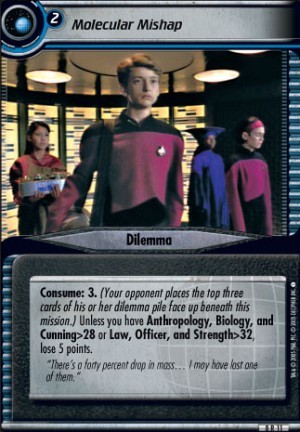 2
Molecular Mishap
Dilemma
Consume: 3. (Your opponent places the top three
cards of his or her dilemma pile face up beneath this
mission.) Unless you have Anthropology, Biology, and
Cunning>28 or Law, Officer, and Strength>32,
lose 5 points.
"There's a forty percent drop in mass… I may have lost one
of them."